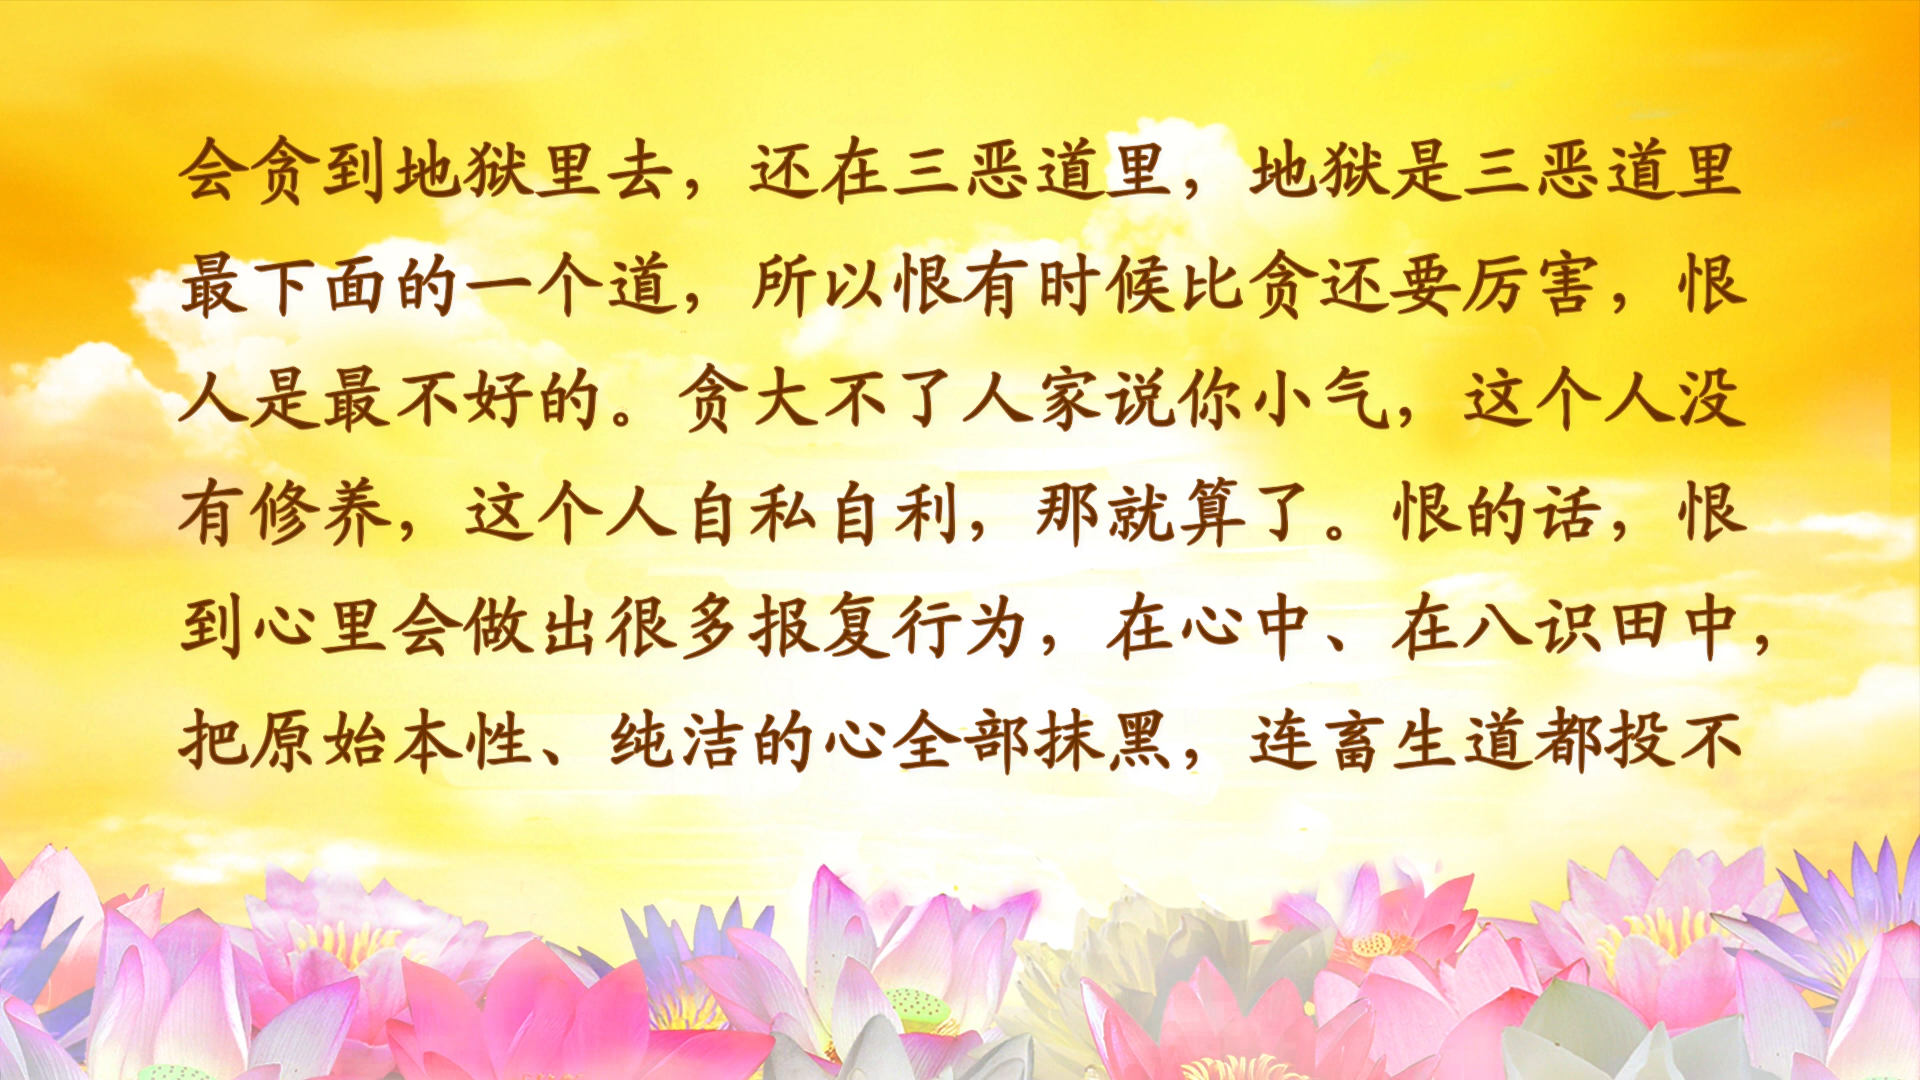 会贪到地狱里去，还在三恶道里，地狱是三恶道里
最下面的一个道，所以恨有时候比贪还要厉害，恨
人是最不好的。贪大不了人家说你小气，这个人没
有修养，这个人自私自利，那就算了。恨的话，恨
到心里会做出很多报复行为，在心中、在八识田中，
把原始本性、纯洁的心全部抹黑，连畜生道都投不